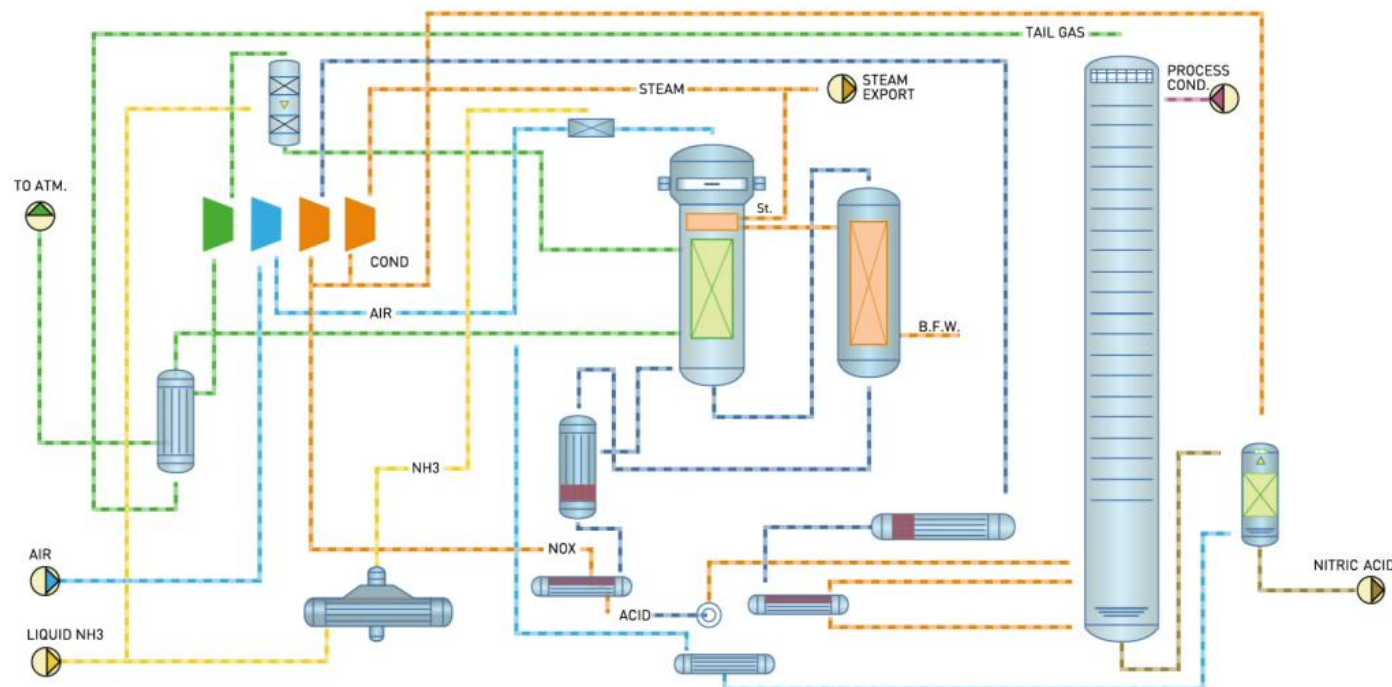 TAIL GAS
PROCESS
COND.
STEAM
STEAM
EXPORT
TO ATM.
St.
COND
AIR
B.F.W.
NH3
AIR
NOX
NITRIC ACID
ACID
LIQUID NH3